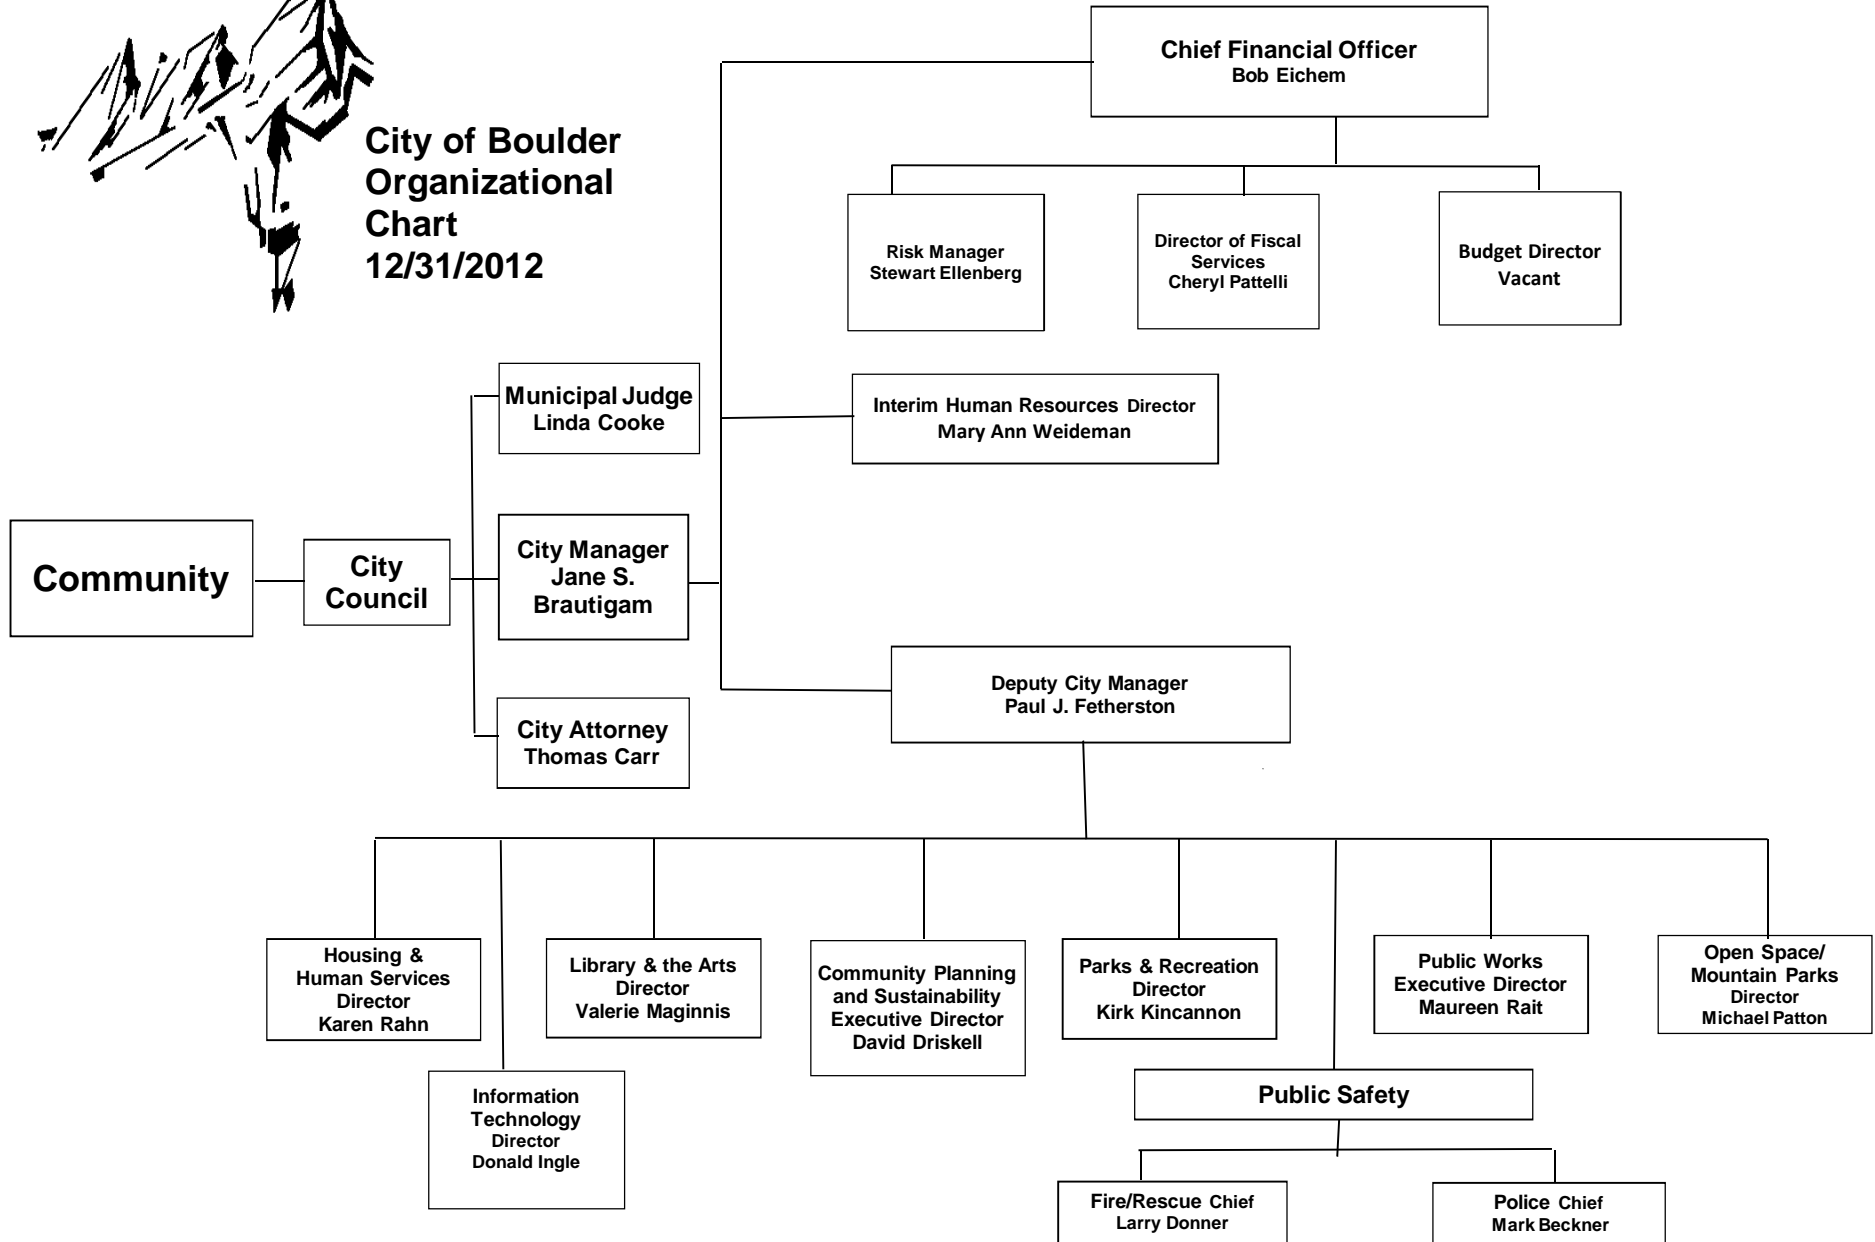 City of Boulder
Organizational
Chart
12/31/2012
Chief Financial Officer
Bob Eichem
Risk Manager
Stewart Ellenberg
Director of Fiscal
Services
Cheryl Pattelli
Budget Director
Vacant
Municipal Judge
Linda Cooke
Interim Human Resources Director
Mary Ann Weideman
Community
City
Council
City Manager
Jane S.
Brautigam
Deputy City Manager
Paul J. Fetherston
City Attorney
Thomas Carr
Housing &
Human Services
Director
Karen Rahn
Library & the Arts
Director
Valerie Maginnis
Community Planning
and Sustainability
Executive Director
David Driskell
Parks & Recreation
Director
Kirk Kincannon
Public Works
Executive Director
Maureen Rait
Open Space/
Mountain Parks
Director
Michael Patton
Information
Technology
Director
Donald Ingle
Public Safety
Fire/Rescue Chief
Larry Donner
Police Chief
Mark Beckner